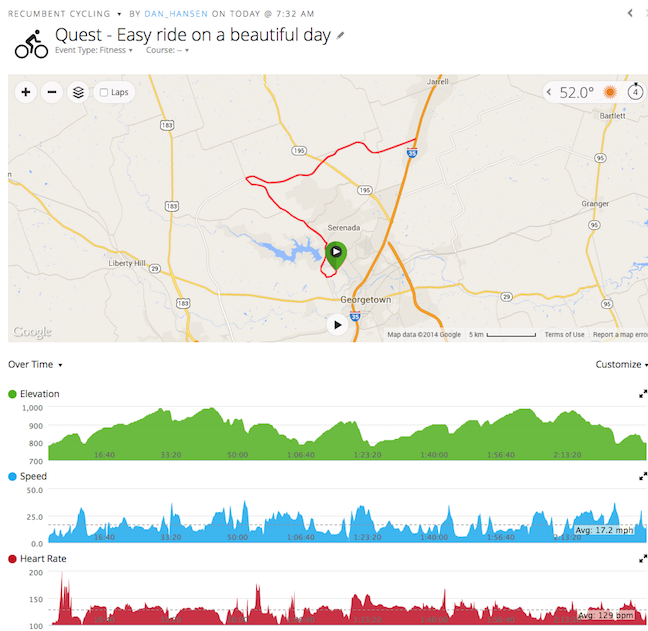 RECUMBENT CYCLING ▾ BY DAN_HANSEN ON TODAY @ 7:32 AM
Quest - Easy ride on a beautiful day
Event Type: Fitness ▾ Course: -- ▾
Laps
52.0°
4
Jarrell
Bartlett
183
195
35
95
195
Granger
183
Serenada
95
Liberty Hill
29
183
Georgetown
29
95
35
Google
Map data ©2014 Google
5 km
Terms of Use
Report a map error
Over Time ▾
Customize ▾
Elevation
1,000
900
800
700
16:40 33:20 50:00 1:06:40 1:23:20 1:40:00 1:56:40 2:13:20
Speed
50.0
25.0
0.0
Avg: 17.2 mph
16:40 33:20 50:00 1:06:40 1:23:20 1:40:00 1:56:40 2:13:20
Heart Rate
200
150
100
Avg: 129 bpm
16:40 33:20 50:00 1:06:40 1:23:20 1:40:00 1:56:40 2:13:20